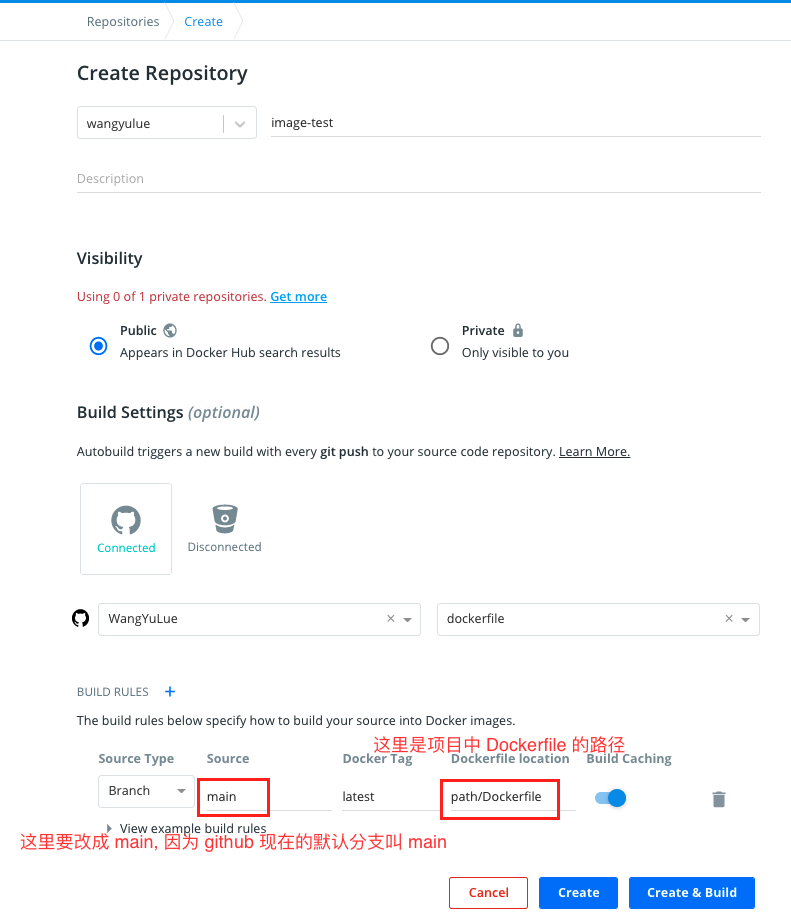 Repositories
Create
Create Repository
wangyulue
image-test
Description
Visibility
Using 0 of 1 private repositories. Get more
Public
Appears in Docker Hub search results
Private
Only visible to you
Build Settings (optional)
Autobuild triggers a new build with every git push to your source code repository. Learn More.
Connected
Disconnected
WangYuLue
dockerfile
BUILD RULES +
The build rules below specify how to build your source into Docker images.
这里是项目中 Dockerfile 的路径
Source Type
Source
Docker Tag
Dockerfile location
Build Caching
Branch
main
latest
path/Dockerfile
View example build rules
这里要改成 main, 因为 github 现在的默认分支叫 main
Cancel
Create
Create & Build